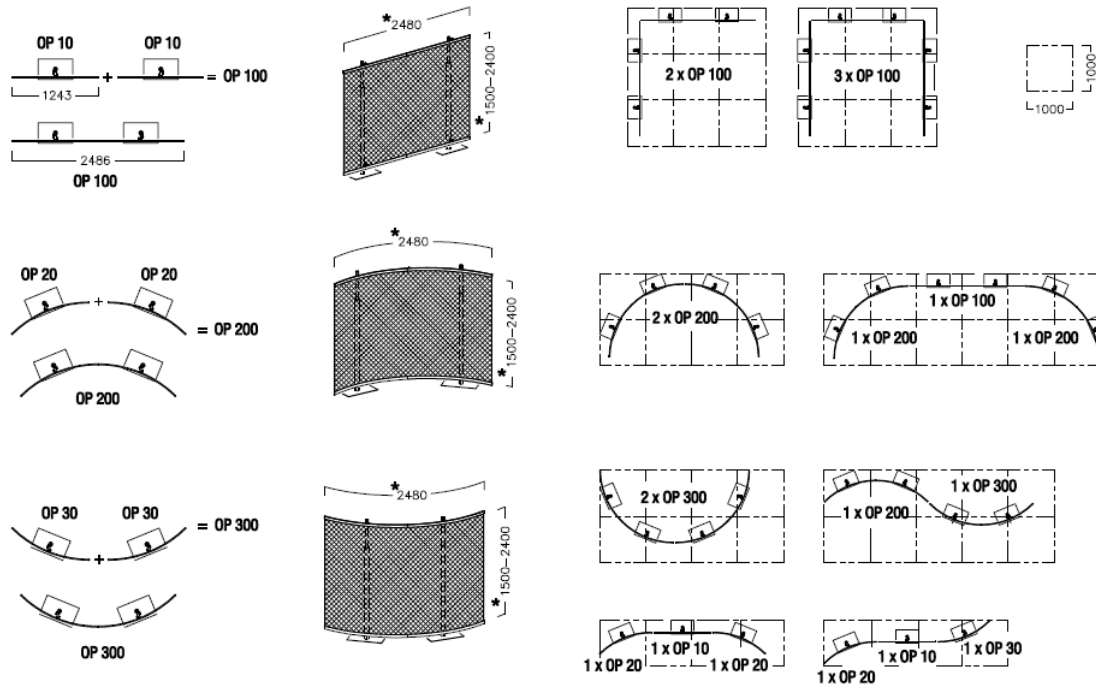 OP 10 OP 10
+ = OP 100
1243
2486
OP 100
*2480
1500-2400
*
2 x OP 100
3 x OP 100
1000
1000
OP 20 OP 20
+
= OP 200
OP 200
*2480
1500-2400
*
2 x OP 200
1 x OP 100
1 x OP 200
1 x OP 200
OP 30 OP 30
= OP 300
+
OP 300
*2480
1500-2400
*
2 x OP 300
1 x OP 300
1 x OP 200
1 x OP 10
1 x OP 20
1 x OP 20
1 x OP 10
1 x OP 30
1 x OP 20